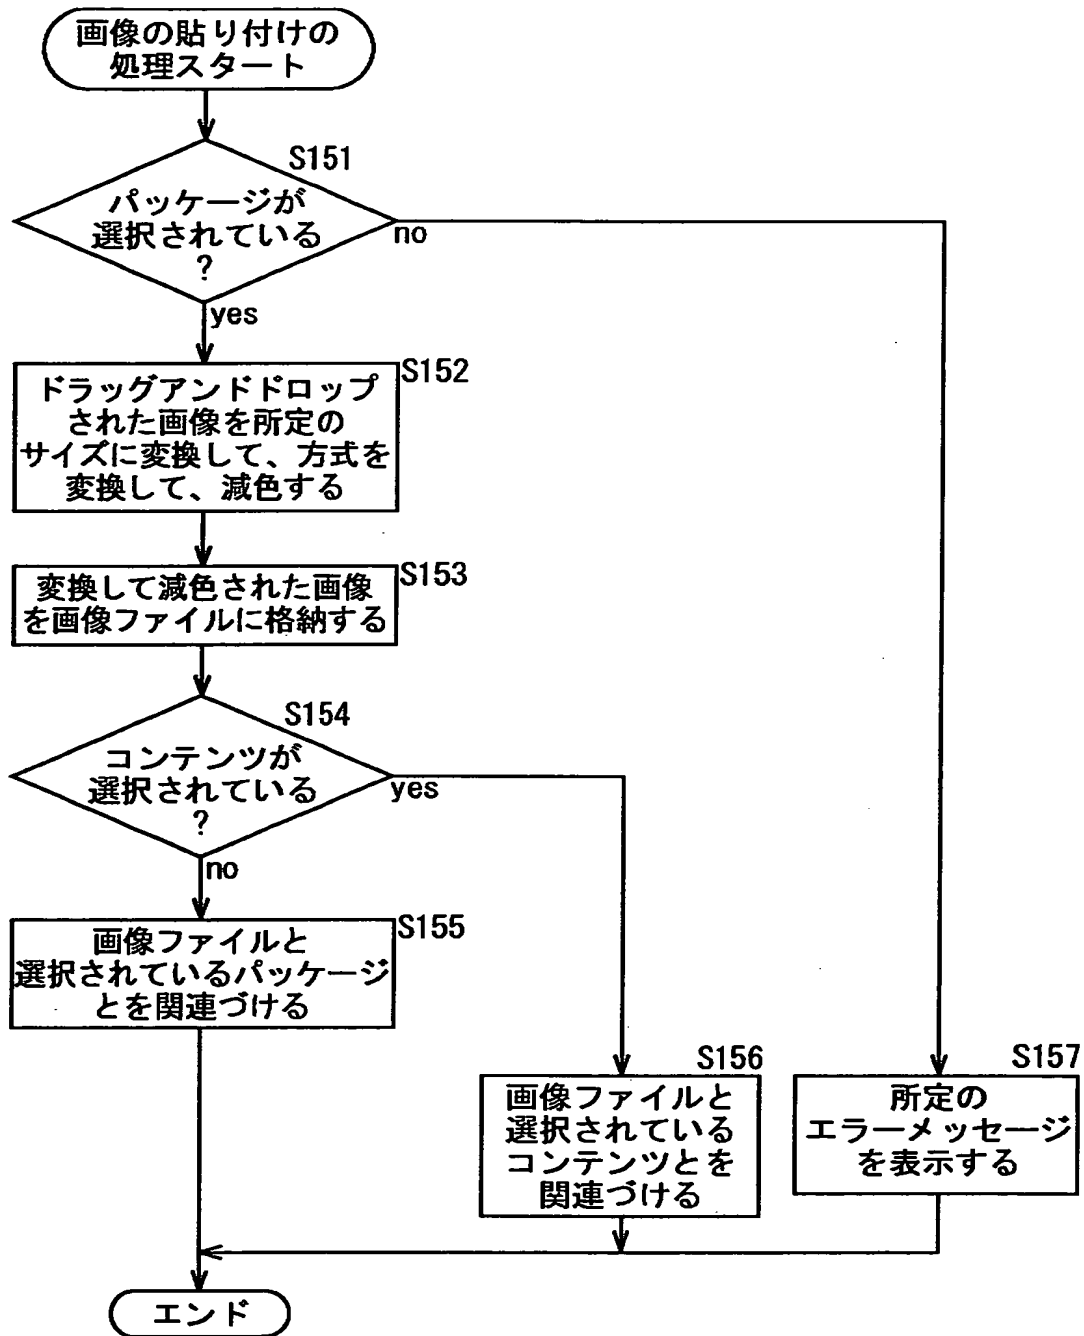 画像の貼り付けの
処理スタート
S151
パッケージが
選択されている
?
no
yes
S152
ドラッグアンドドロップ
された画像を所定の
サイズに変換して、方式を
変換して、減色する
S153
変換して減色された画像
を画像ファイルに格納する
S154
コンテンツが
選択されている
?
yes
no
S155
画像ファイルと
選択されているパッケージ
とを関連づける
S156
画像ファイルと
選択されている
コンテンツとを
関連づける
S157
所定の
エラーメッセージ
を表示する
エンド